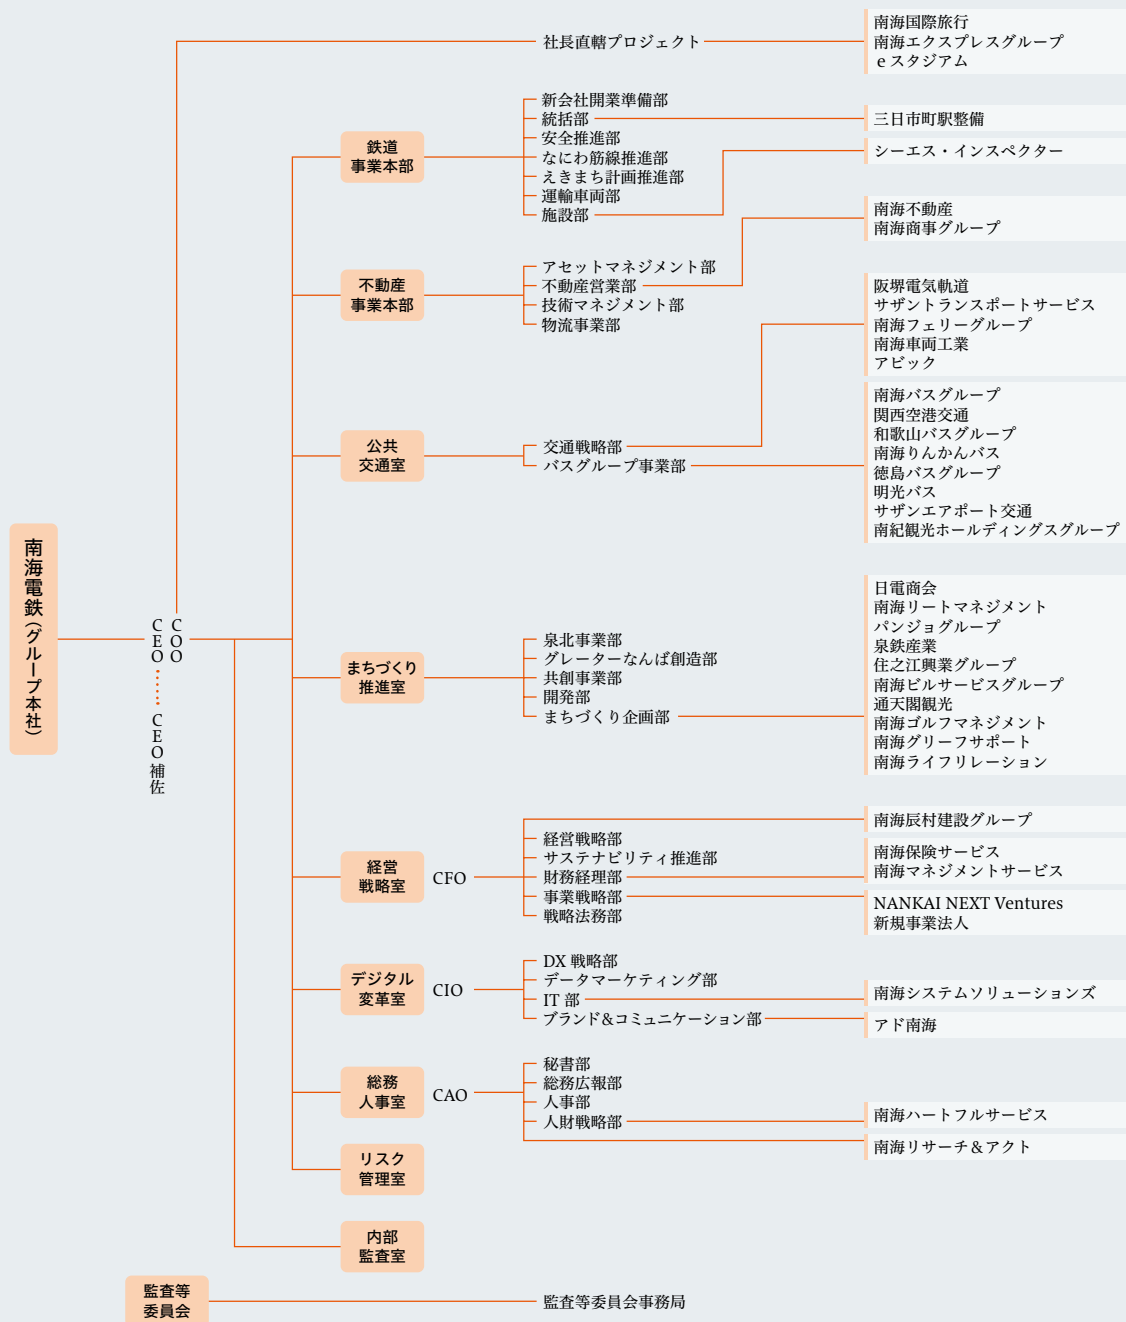 南海電鉄（グループ本社）
CEO
COO
CEO補佐
社長直轄プロジェクト
南海国際旅行
南海エクスプレスグループ
eスタジアム
鉄道
事業本部
新会社開業準備部
統括部
安全推進部
なにわ筋線推進部
えきまち計画推進部
運輸車両部
施設部
三日市町駅整備
シーエス・インスペクター
不動産
事業本部
アセットマネジメント部
不動産営業部
技術マネジメント部
物流事業部
南海不動産
南海商事グループ
公共
交通室
交通戦略部
バスグループ事業部
阪堺電気軌道
サザントランスポートサービス
南海フェリーグループ
南海車両工業
アビック
南海バスグループ
関西空港交通
和歌山バスグループ
南海りんかんバス
徳島バスグループ
明光バス
サザンエアポート交通
南紀観光ホールディングスグループ
まちづくり
推進室
泉北事業部
グレーターなんば創造部
共創事業部
開発部
まちづくり企画部
日電商会
南海リートマネジメント
パンジョグループ
泉鉄産業
住之江興業グループ
南海ビルサービスグループ
通天閣観光
南海ゴルフマネジメント
南海グリーフサポート
南海ライフリレーション
経営
戦略室
CFO
経営戦略部
サステナビリティ推進部
財務経理部
事業戦略部
戦略法務部
南海辰村建設グループ
南海保険サービス
南海マネジメントサービス
NANKAI NEXT Ventures
新規事業法人
デジタル
変革室
CIO
DX 戦略部
データマーケティング部
IT 部
ブランド＆コミュニケーション部
南海システムソリューションズ
アド南海
総務
人事室
CAO
秘書部
総務広報部
人事部
人財戦略部
南海ハートフルサービス
南海リサーチ＆アクト
リスク
管理室
内部
監査室
監査等
委員会
監査等委員会事務局